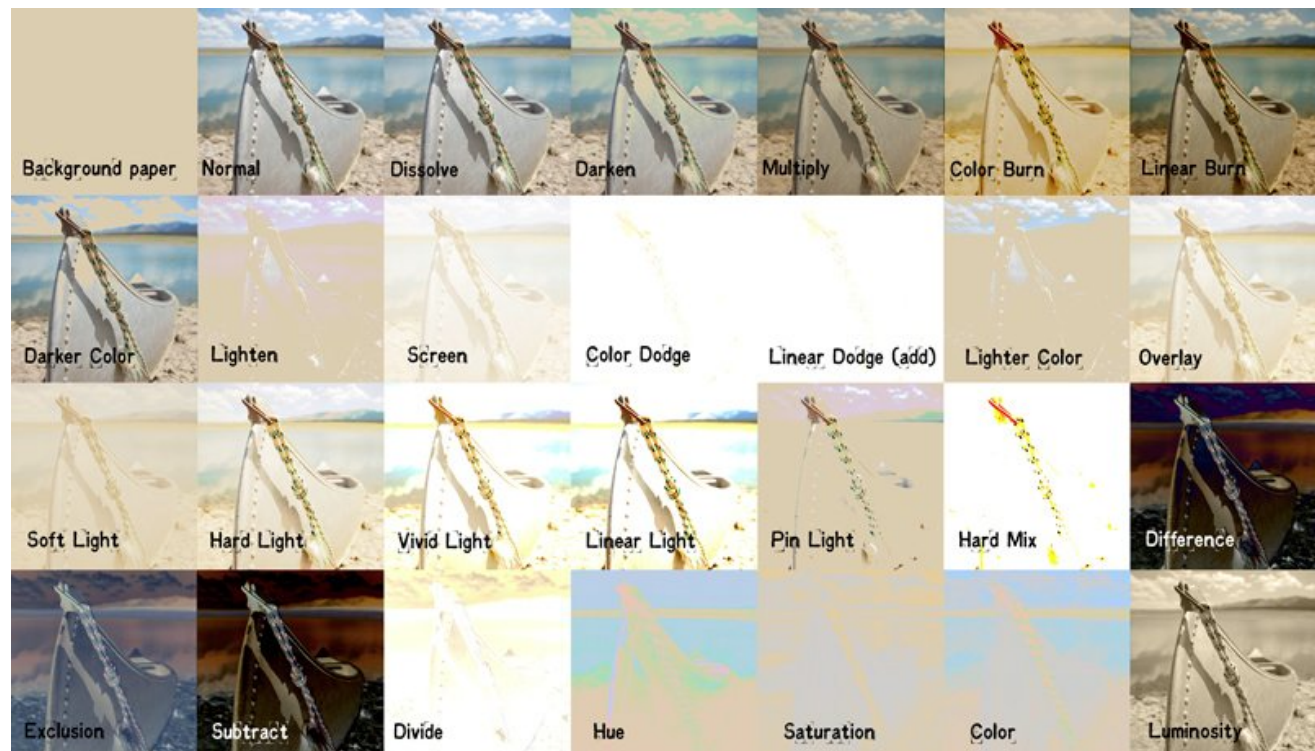 Background paper
Normal
Dissolve
Darken
Multiply
Color Burn
Linear Burn
Darker Color
Lighten
Screen
Color Dodge
Linear Dodge (add)
Lighter Color
Overlay
Soft Light
Hard Light
Vivid Light
Linear Light
Pin Light
Hard Mix
Difference
Exclusion
Subtract
Divide
Hue
Saturation
Color
Luminosity